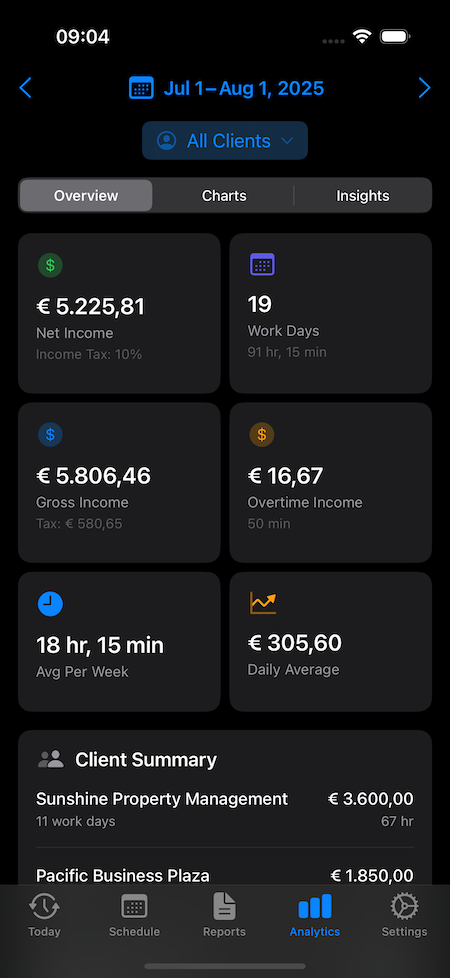 09:04
Jul 1–Aug 1, 2025
All Clients
Overview
Charts
Insights
€ 5.225,81
Net Income
Income Tax: 10%
19
Work Days
91 hr, 15 min
€ 5.806,46
Gross Income
Tax: € 580,65
€ 16,67
Overtime Income
50 min
18 hr, 15 min
Avg Per Week
€ 305,60
Daily Average
Client Summary
Sunshine Property Management € 3.600,00
11 work days 67 hr
Pacific Business Plaza € 1.850,00
Today
Schedule
Reports
Analytics
Settings